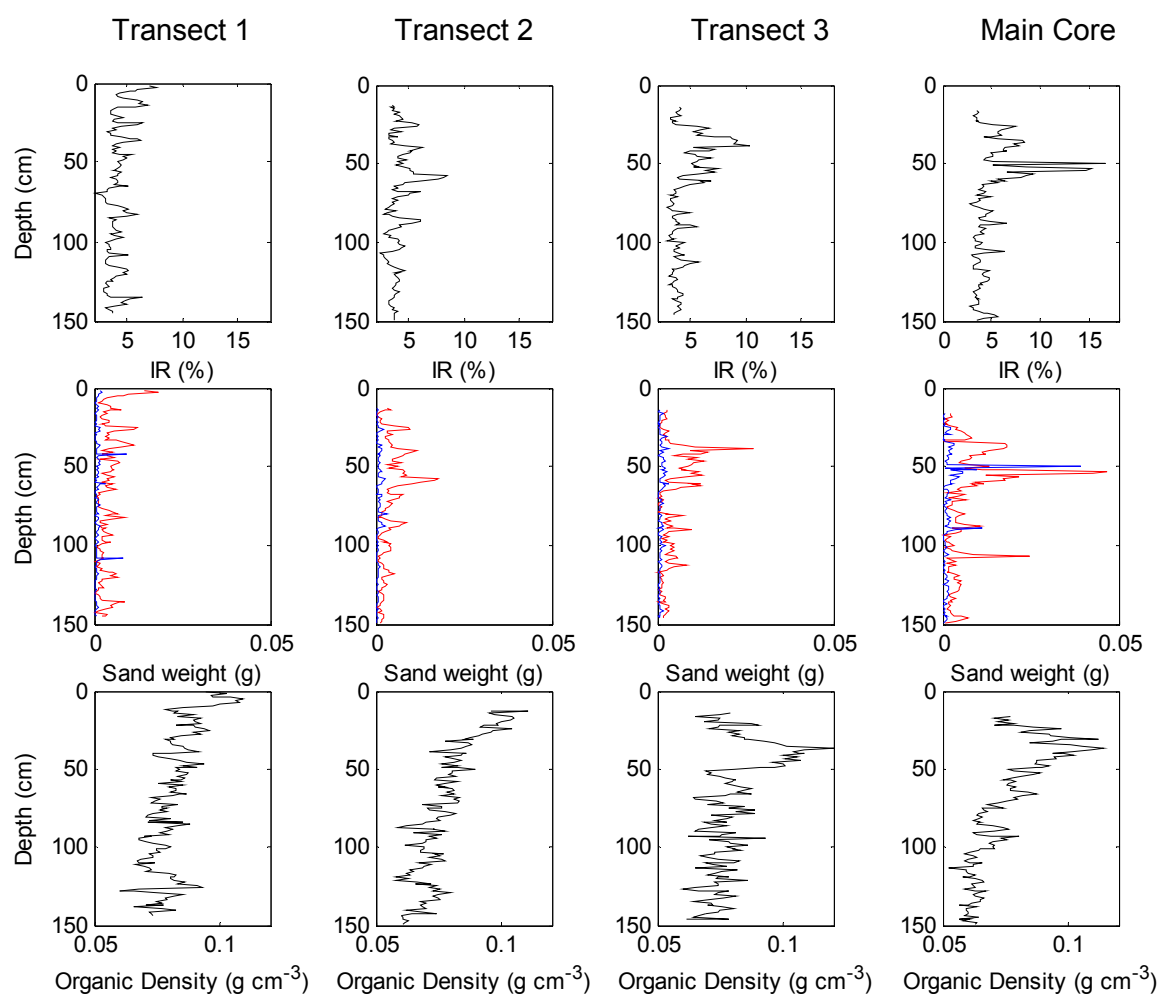 Transect 1 Transect 2 Transect 3 Main Core
0 0 0 0
50 50 50 50
100 100 100 100
150 150 150 150
Depth (cm)
5 10 15 5 10 15 5 10 15 0 5 10 15
IR (%) IR (%) IR (%) IR (%)
0 0 0 0
50 50 50 50
100 100 100 100
150 150 150 150
Depth (cm)
0 0.05 0 0.05 0 0.05 0 0.05
Sand weight (g) Sand weight (g) Sand weight (g) Sand weight (g)
0 0 0 0
50 50 50 50
100 100 100 100
150 150 150 150
Depth (cm)
0.05 0.1 0.05 0.1 0.05 0.1 0.05 0.1
Organic Density (g cm⁻³) Organic Density (g cm⁻³) Organic Density (g cm⁻³) Organic Density (g cm⁻³)